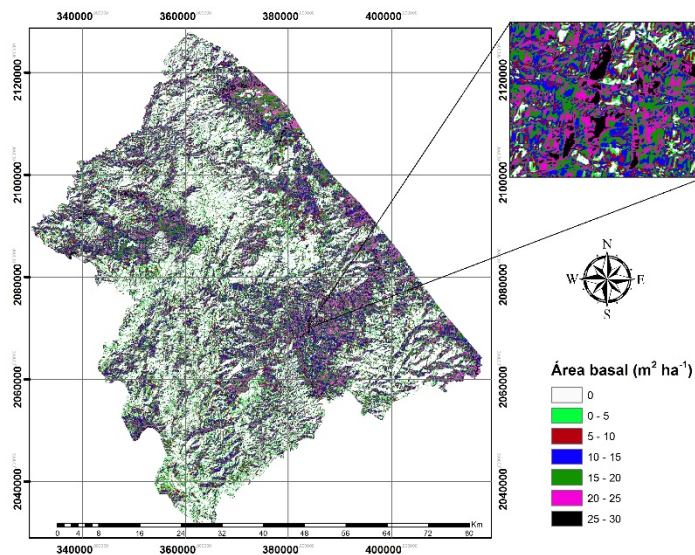 340000 360000 380000 400000
2120000 2120000
2100000 2100000
2080000 2080000
2060000 2060000
2040000 2040000
N
W E
S
Área basal (m² ha⁻¹)
0
0 - 5
5 - 10
10 - 15
15 - 20
20 - 25
25 - 30
Km
0 4 8 16 24 32 40 48 56 64 72 80
340000 360000 380000 400000